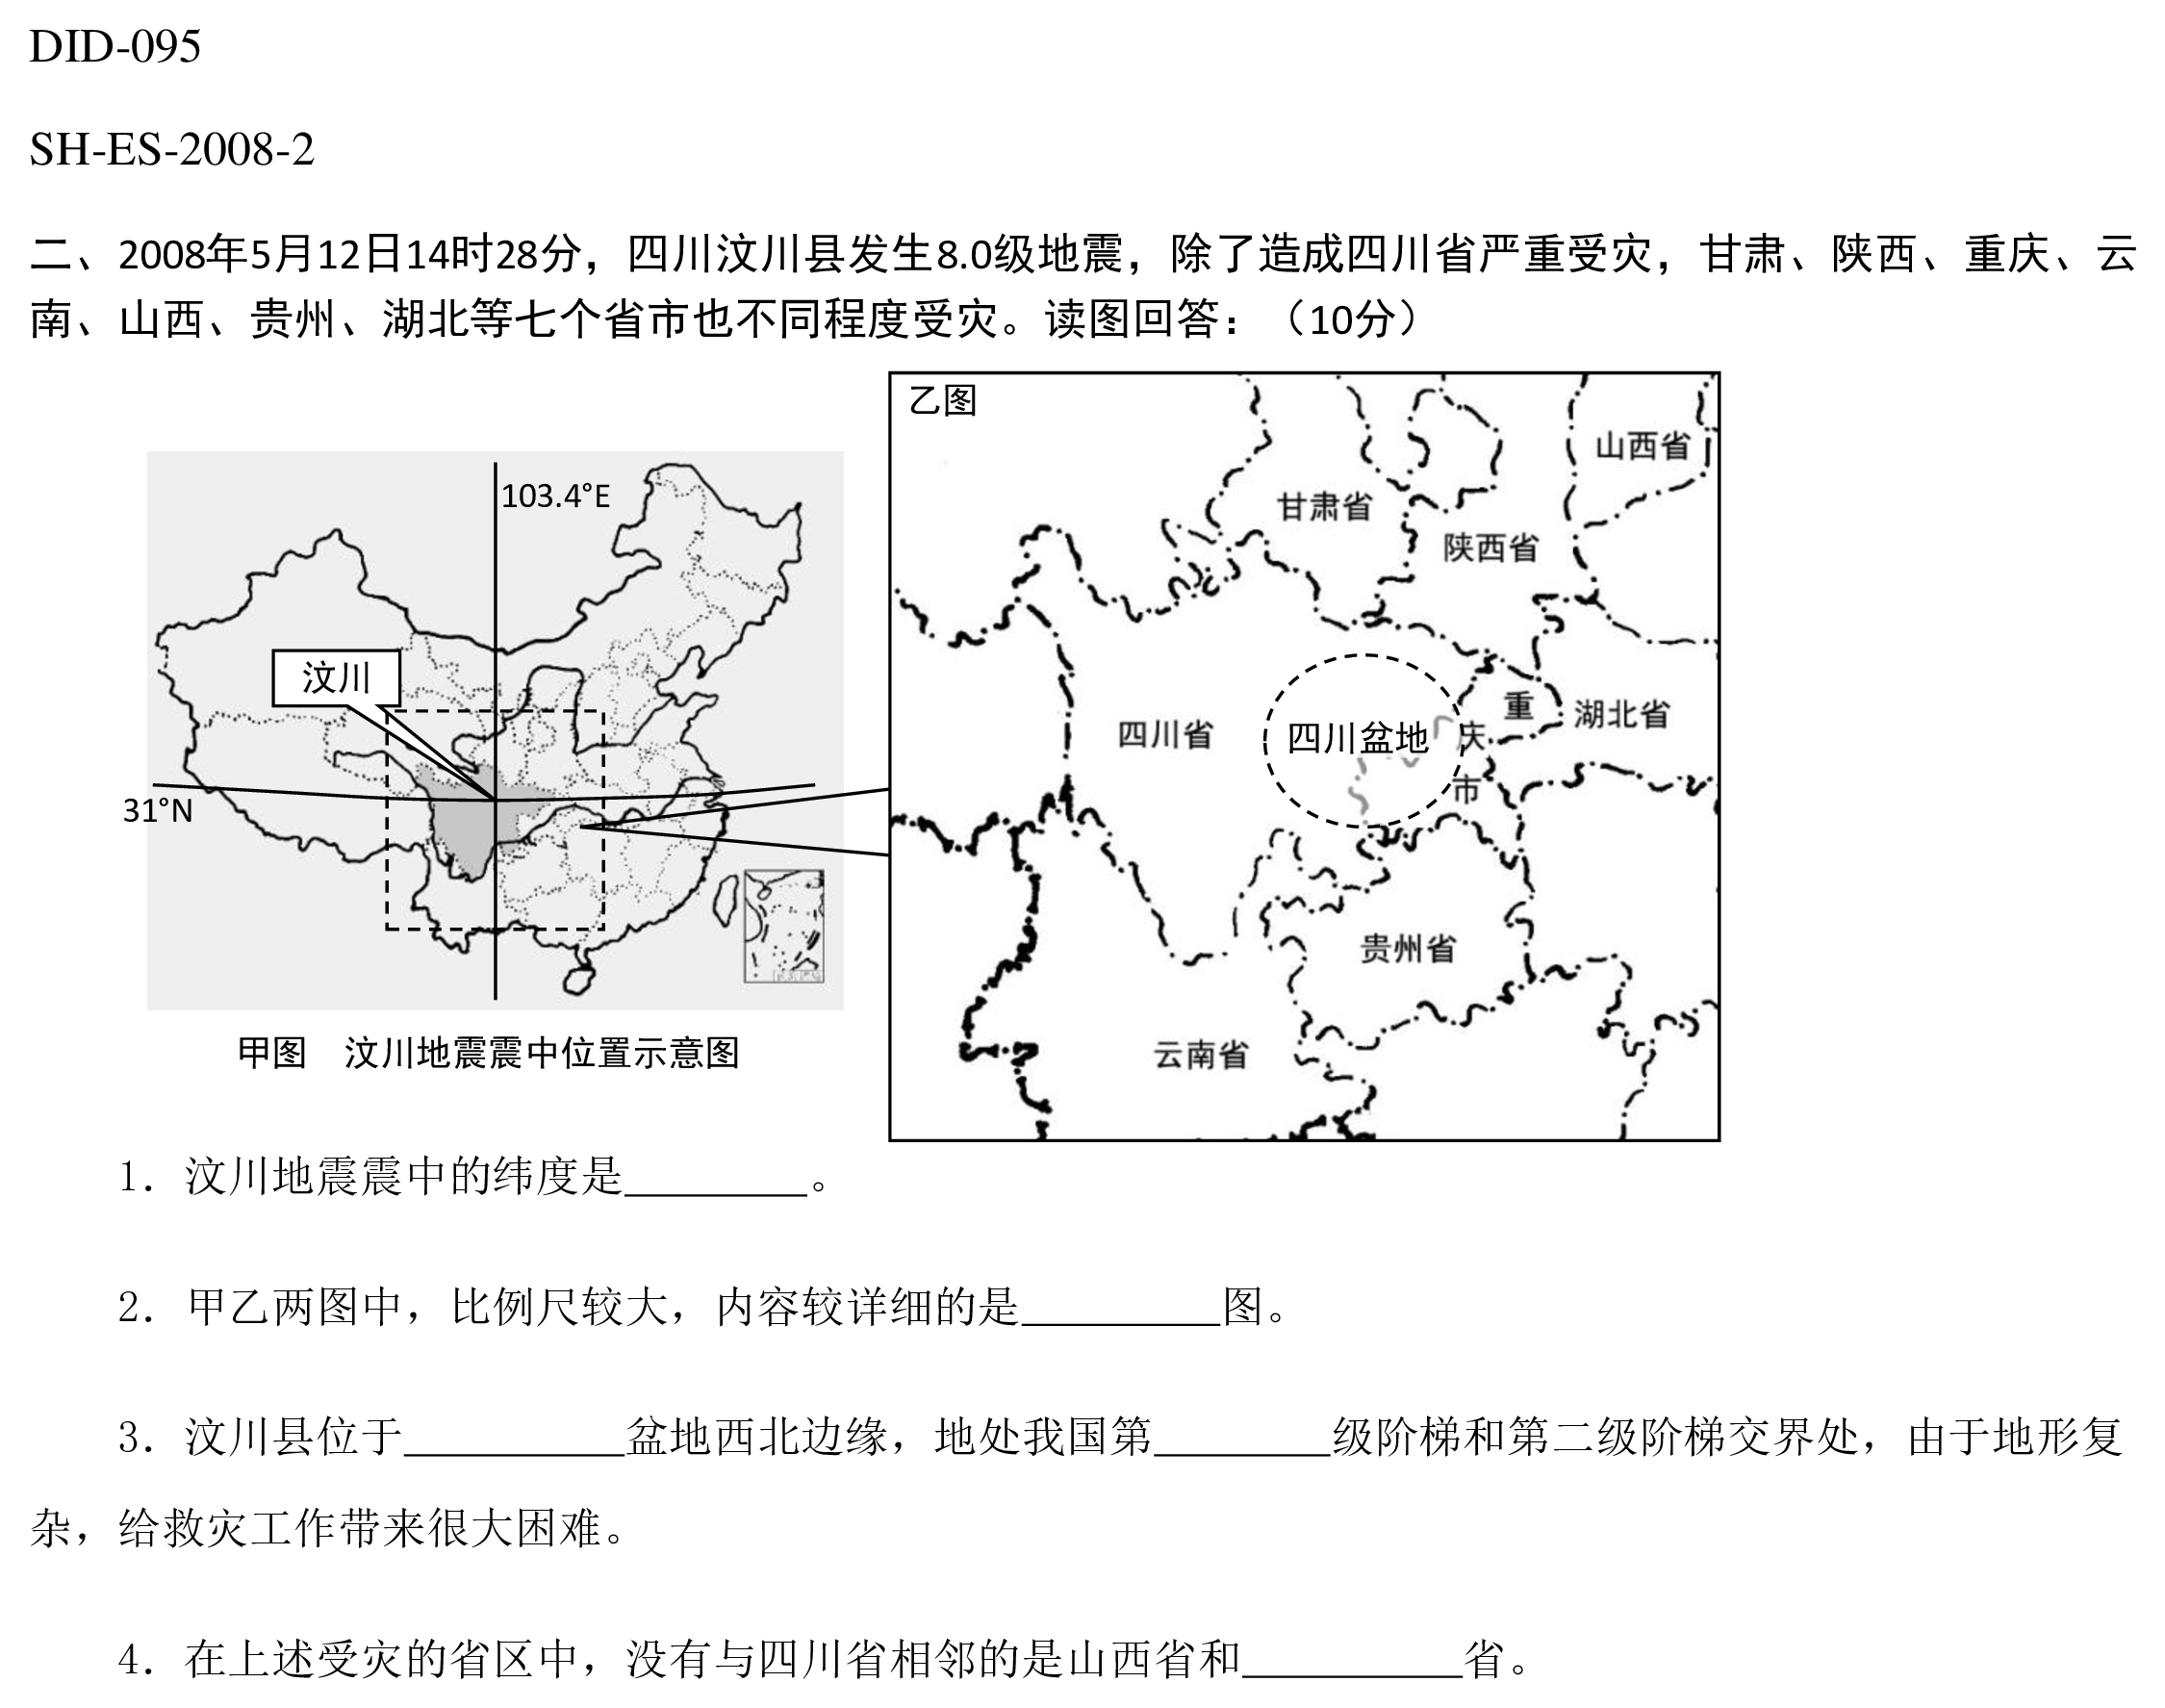 DID-095
SH-ES-2008-2
二、2008年5月12日14时28分，四川汶川县发生8.0级地震，除了造成四川省严重受灾，甘肃、陕西、重庆、云
南、山西、贵州、湖北等七个省市也不同程度受灾。读图回答：（10分）
乙图
山西省
103.4°E
甘肃省
陕西省
汶川
重
湖北省
四川省
四川盆地
庆
市
31°N
贵州省
甲图　汶川地震震中位置示意图
云南省
1．汶川地震震中的纬度是________。
2．甲乙两图中，比例尺较大，内容较详细的是_________图。
3．汶川县位于__________盆地西北边缘，地处我国第________级阶梯和第二级阶梯交界处，由于地形复
杂，给救灾工作带来很大困难。
4．在上述受灾的省区中，没有与四川省相邻的是山西省和__________省。